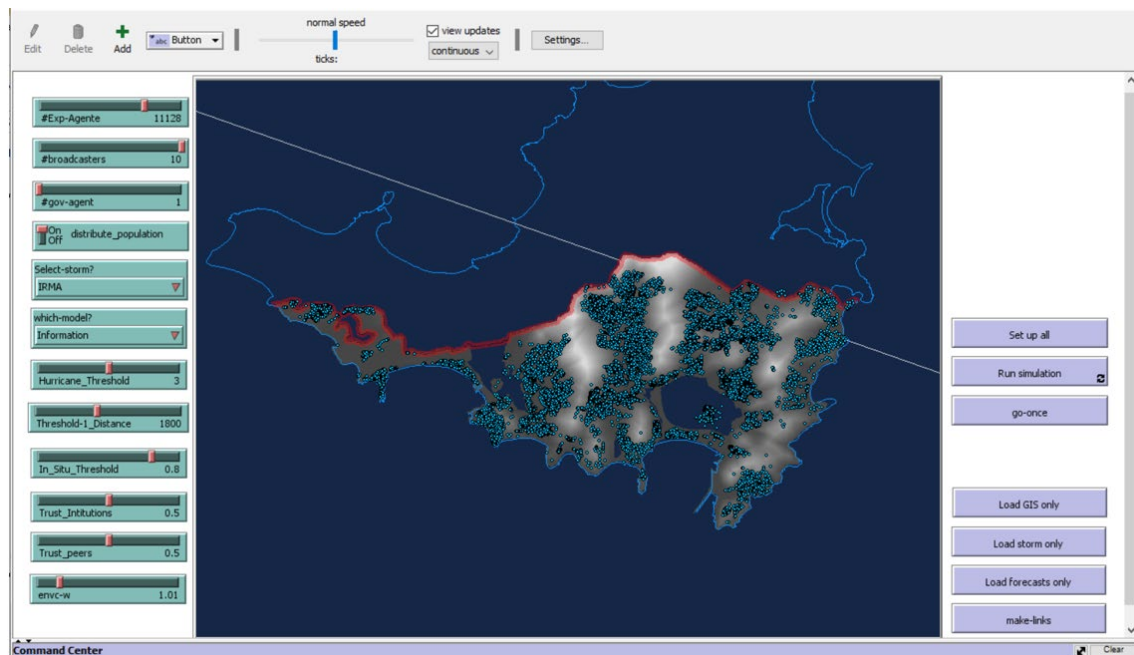 normal speed
Edit
Delete
Add
abc Button
ticks:
view updates
continuous
Settings...
#Exp-Agente 11128
#broadcasters 10
#gov-agent 1
On
Off
distribute_population
Select-storm?
IRMA
which-model?
Information
Hurricane_Threshold 3
Threshold-1_Distance 1800
In_Situ_Threshold 0.8
Trust_Intitutions 0.5
Trust_peers 0.5
envc-w 1.01
Set up all
Run simulation
go-once
Load GIS only
Load storm only
Load forecasts only
make-links
Command Center
Clear